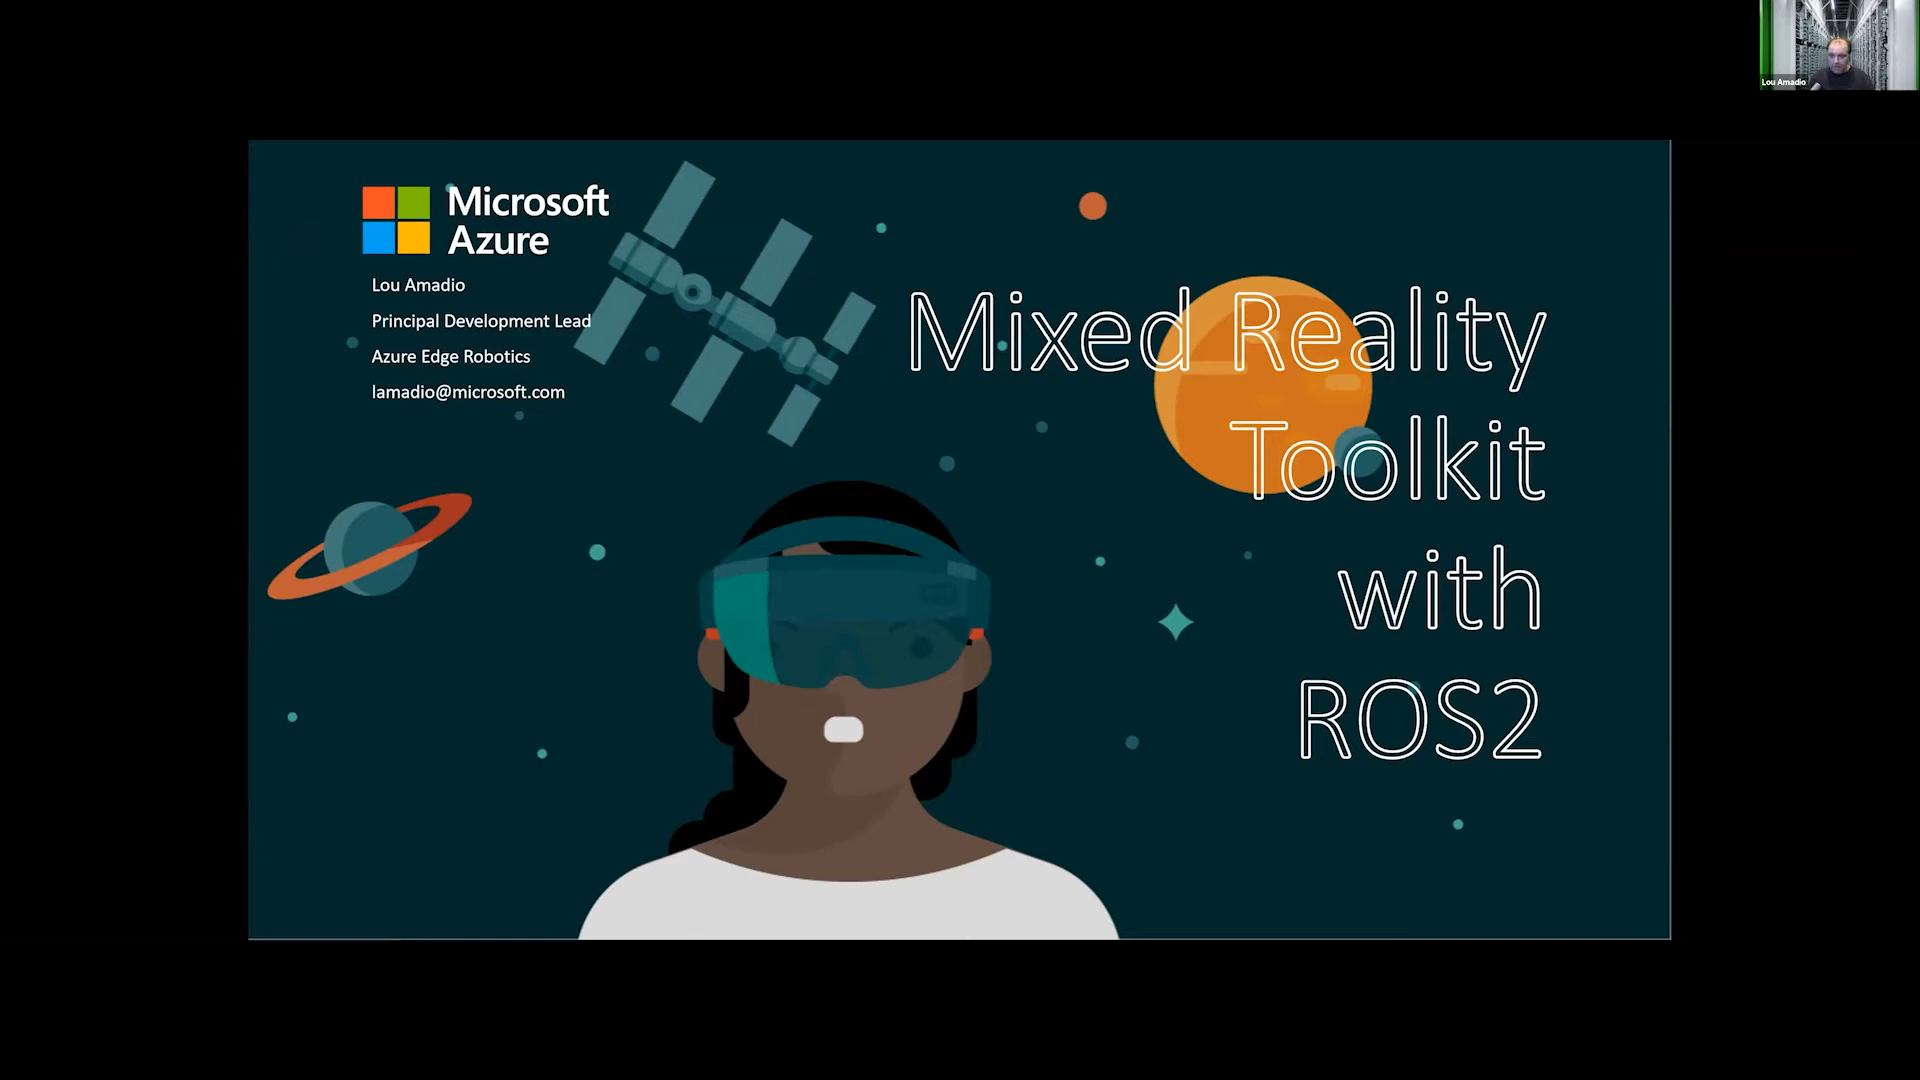 Microsoft
Azure
Lou Amadio
Principal Development Lead
Azure Edge Robotics
lamadio@microsoft.com
Mixed Reality
Toolkit
with
ROS2
Lou Amadio